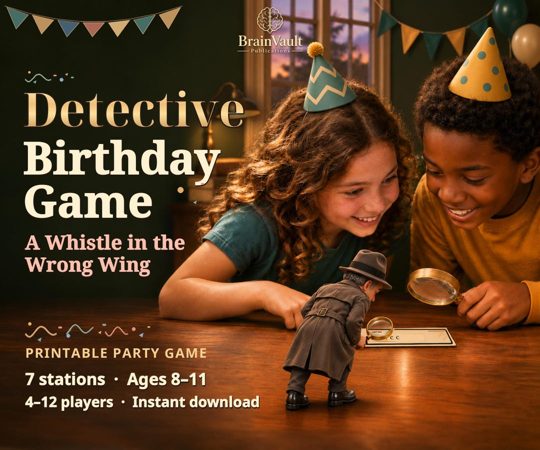 BrainVault
Publications
Detective
Birthday
Game
A Whistle in the
Wrong Wing
PRINTABLE PARTY GAME
7 stations · Ages 8–11
4–12 players · Instant download